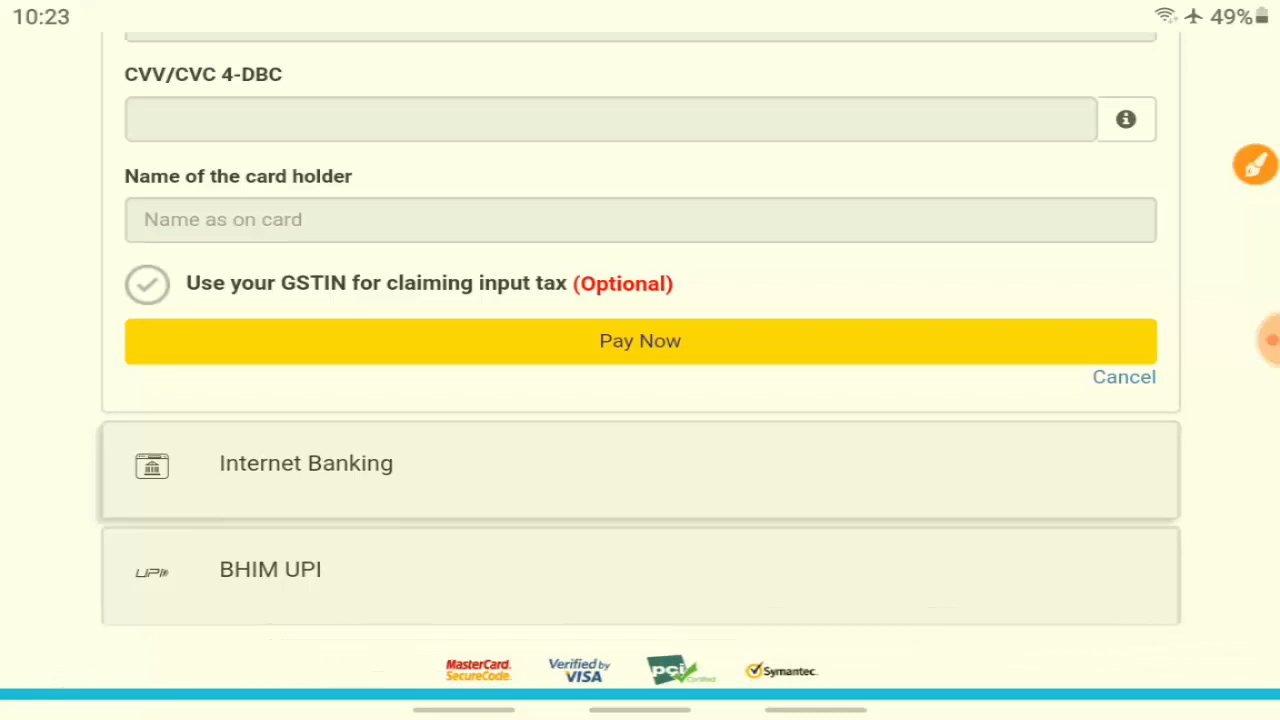 10:23
49%
CVV/CVC 4-DBC
Name of the card holder
Name as on card
Use your GSTIN for claiming input tax (Optional)
Pay Now
Cancel
Internet Banking
UPI
BHIM UPI
MasterCard.
SecureCode.
Verified by
VISA
pci
Certified
Symantec.